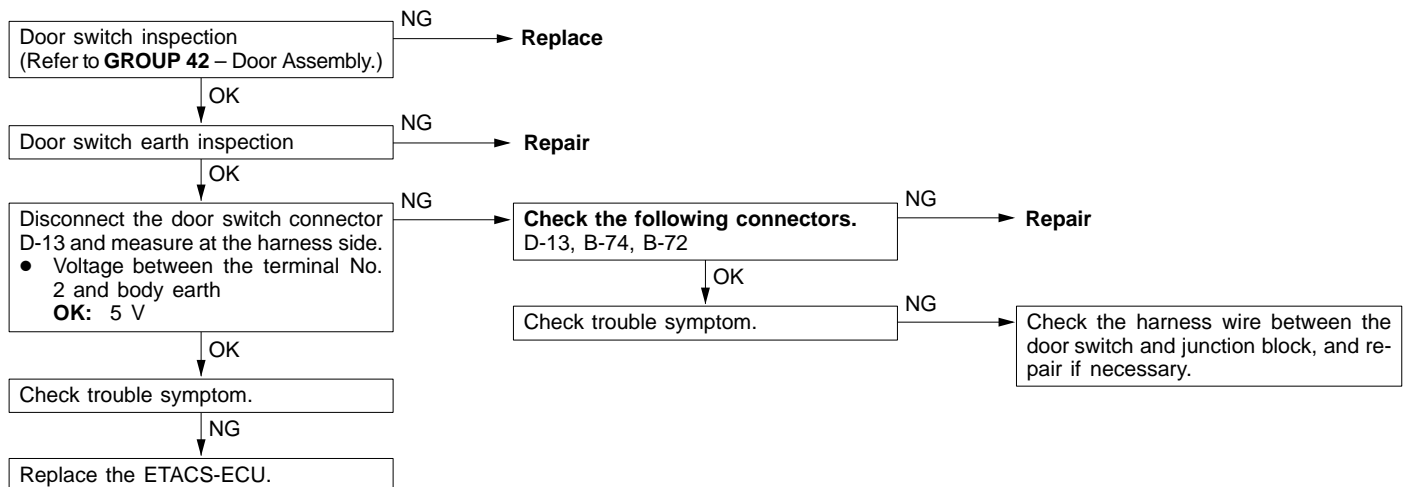 Door switch inspection
(Refer to GROUP 42 – Door Assembly.)
NG
Replace
OK
Door switch earth inspection
NG
Repair
OK
Disconnect the door switch connector
D-13 and measure at the harness side.
● Voltage between the terminal No.
2 and body earth
OK: 5 V
NG
Check the following connectors.
D-13, B-74, B-72
NG
Repair
OK
Check trouble symptom.
NG
Check the harness wire between the
door switch and junction block, and re-
pair if necessary.
OK
Check trouble symptom.
NG
Replace the ETACS-ECU.